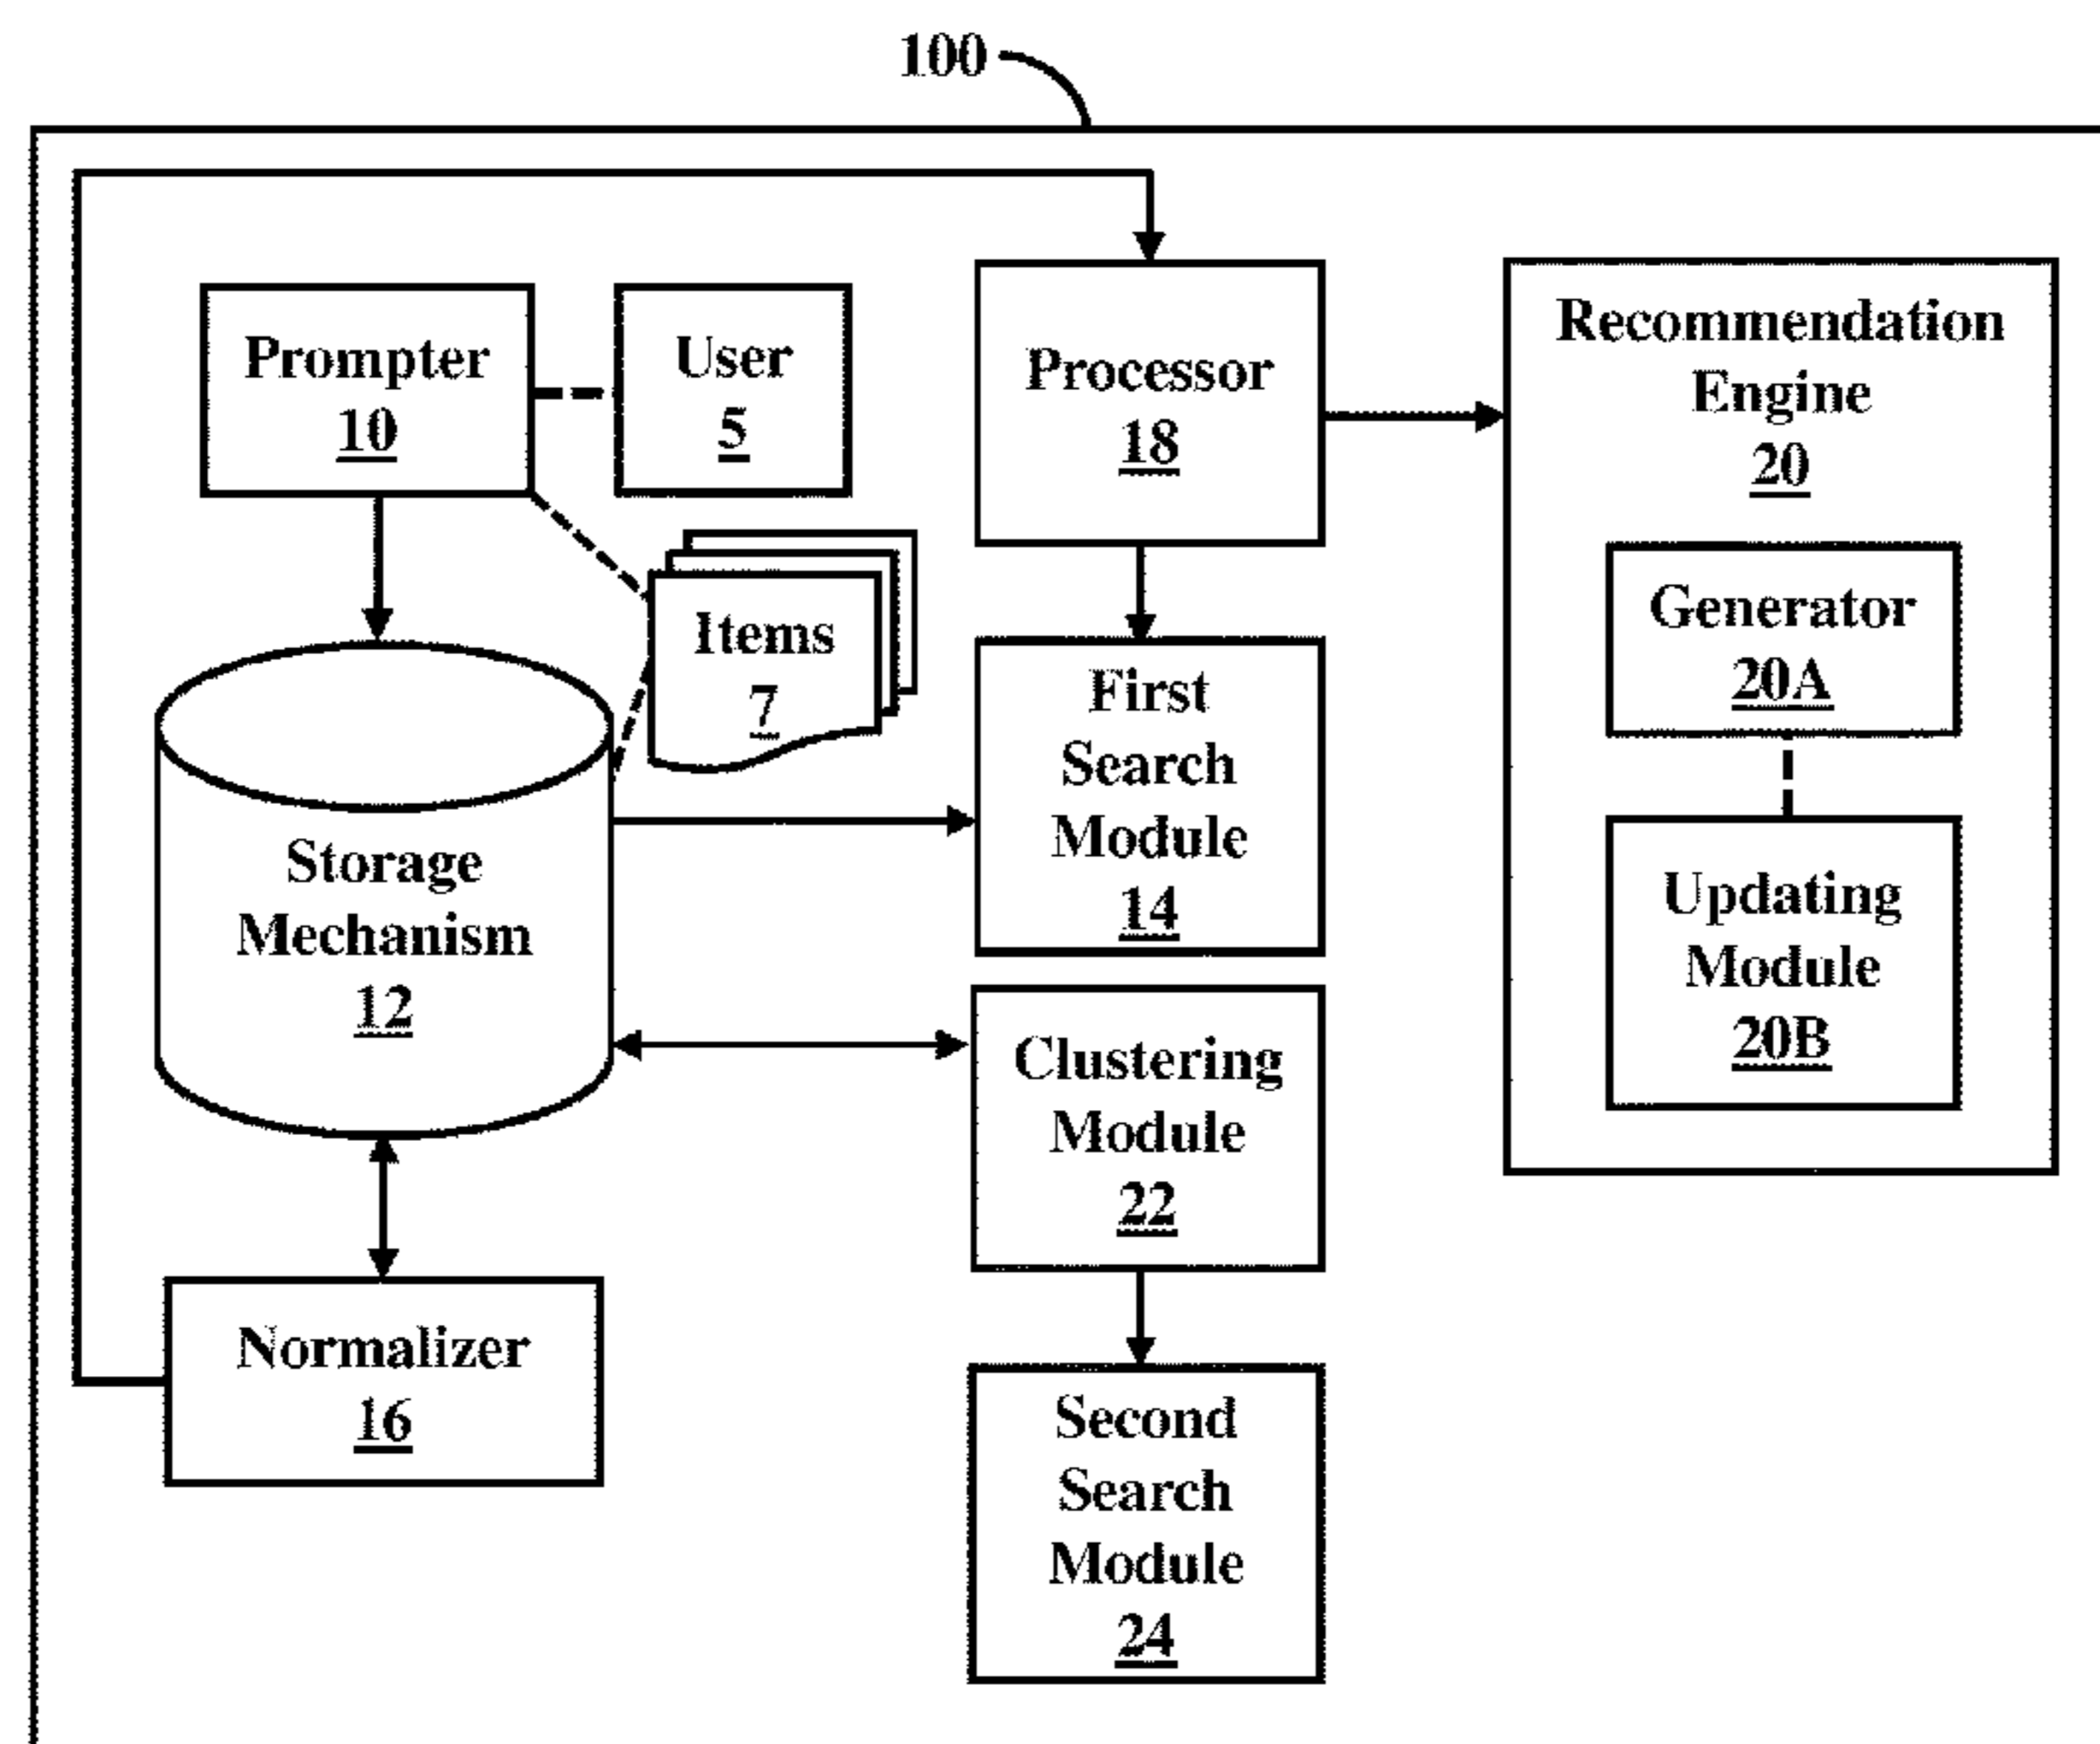 100
Prompter
10
User
5
Items
7
Storage
Mechanism
12
Normalizer
16
Processor
18
First
Search
Module
14
Clustering
Module
22
Second
Search
Module
24
Recommendation
Engine
20
Generator
20A
Updating
Module
20B